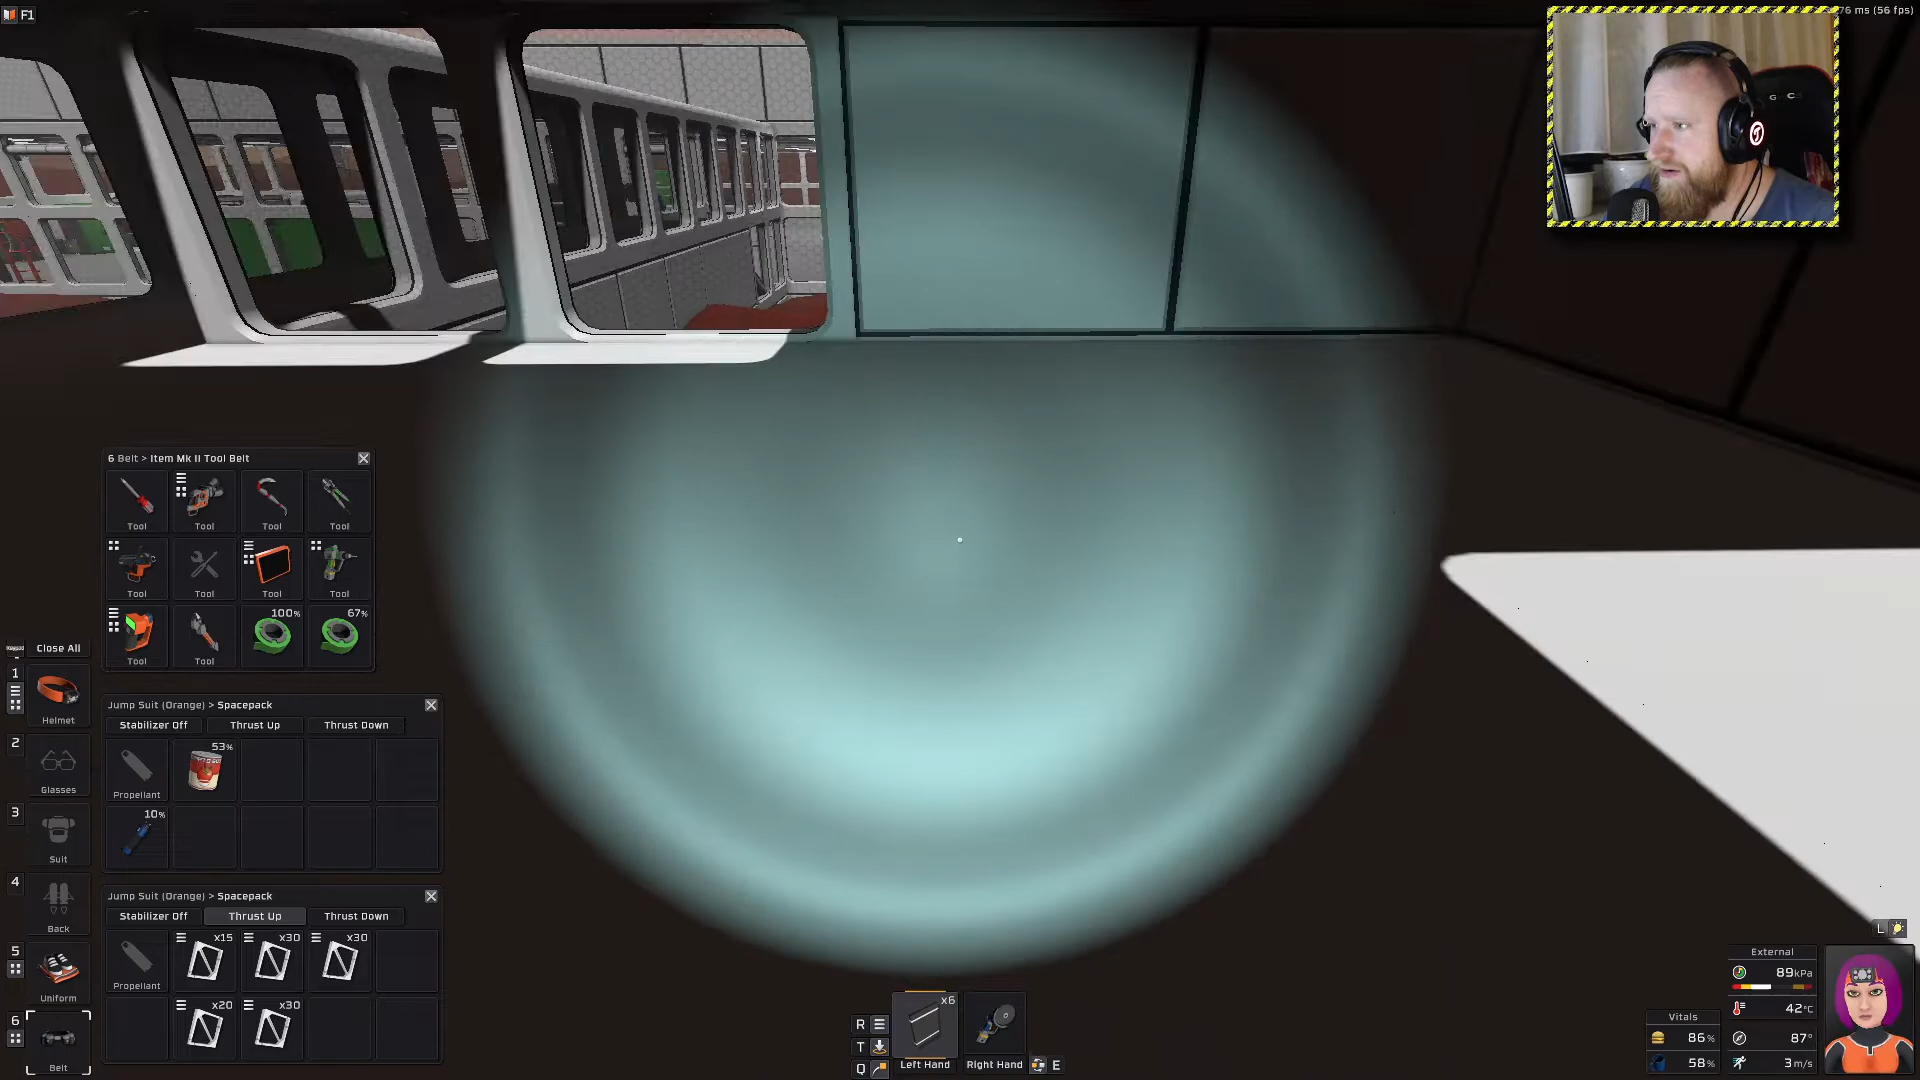 F1
76 ms (56 fps)
6 Belt > Item Mk II Tool Belt
Tool
Tool
Tool
Tool
Tool
Tool
Tool
Tool
100%
67%
Tool
Tool
Close All
1
Helmet
2
Glasses
3
Suit
4
Back
5
Uniform
6
Belt
Jump Suit (Orange) > Spacepack
Stabilizer Off
Thrust Up
Thrust Down
53%
Propellant
10%
Jump Suit (Orange) > Spacepack
Stabilizer Off
Thrust Up
Thrust Down
x15
x30
x30
Propellant
x20
x30
R
T
Q
x6
Left Hand
Right Hand
E
L
External
89kPa
42°C
87°
3m/s
Vitals
86%
58%